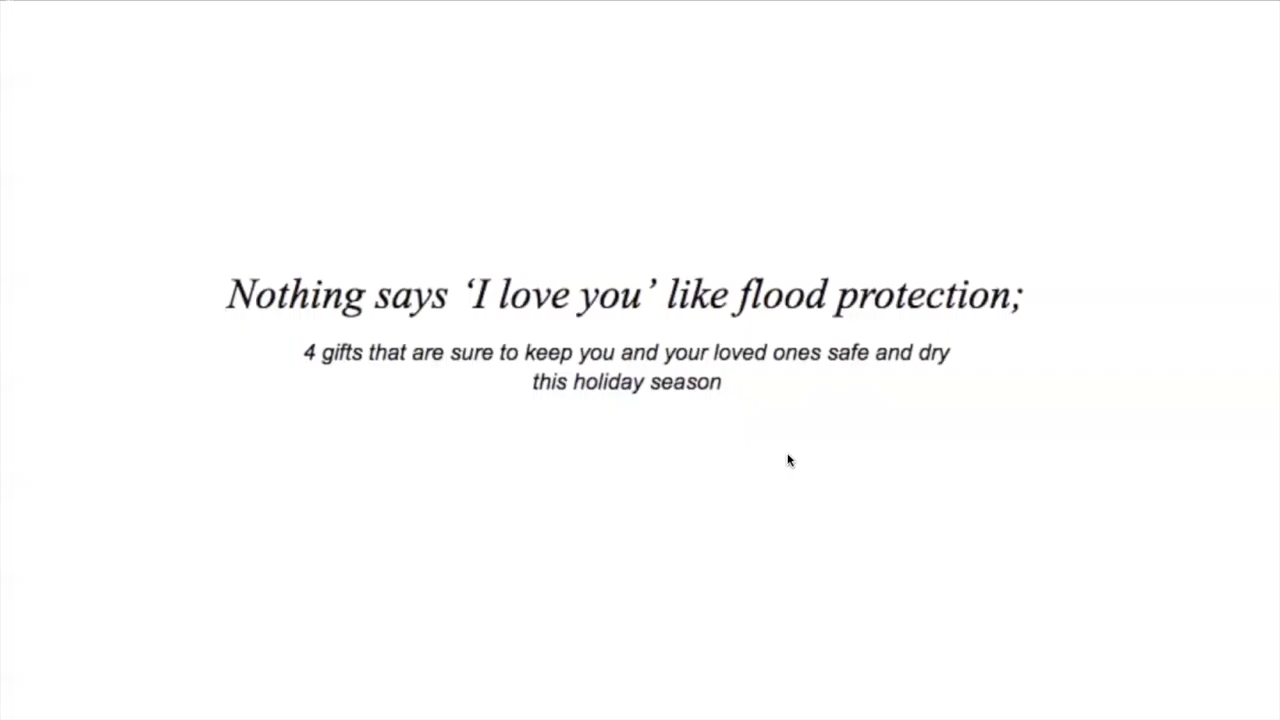 Nothing says ‘I love you’ like flood protection;
4 gifts that are sure to keep you and your loved ones safe and dry
this holiday season